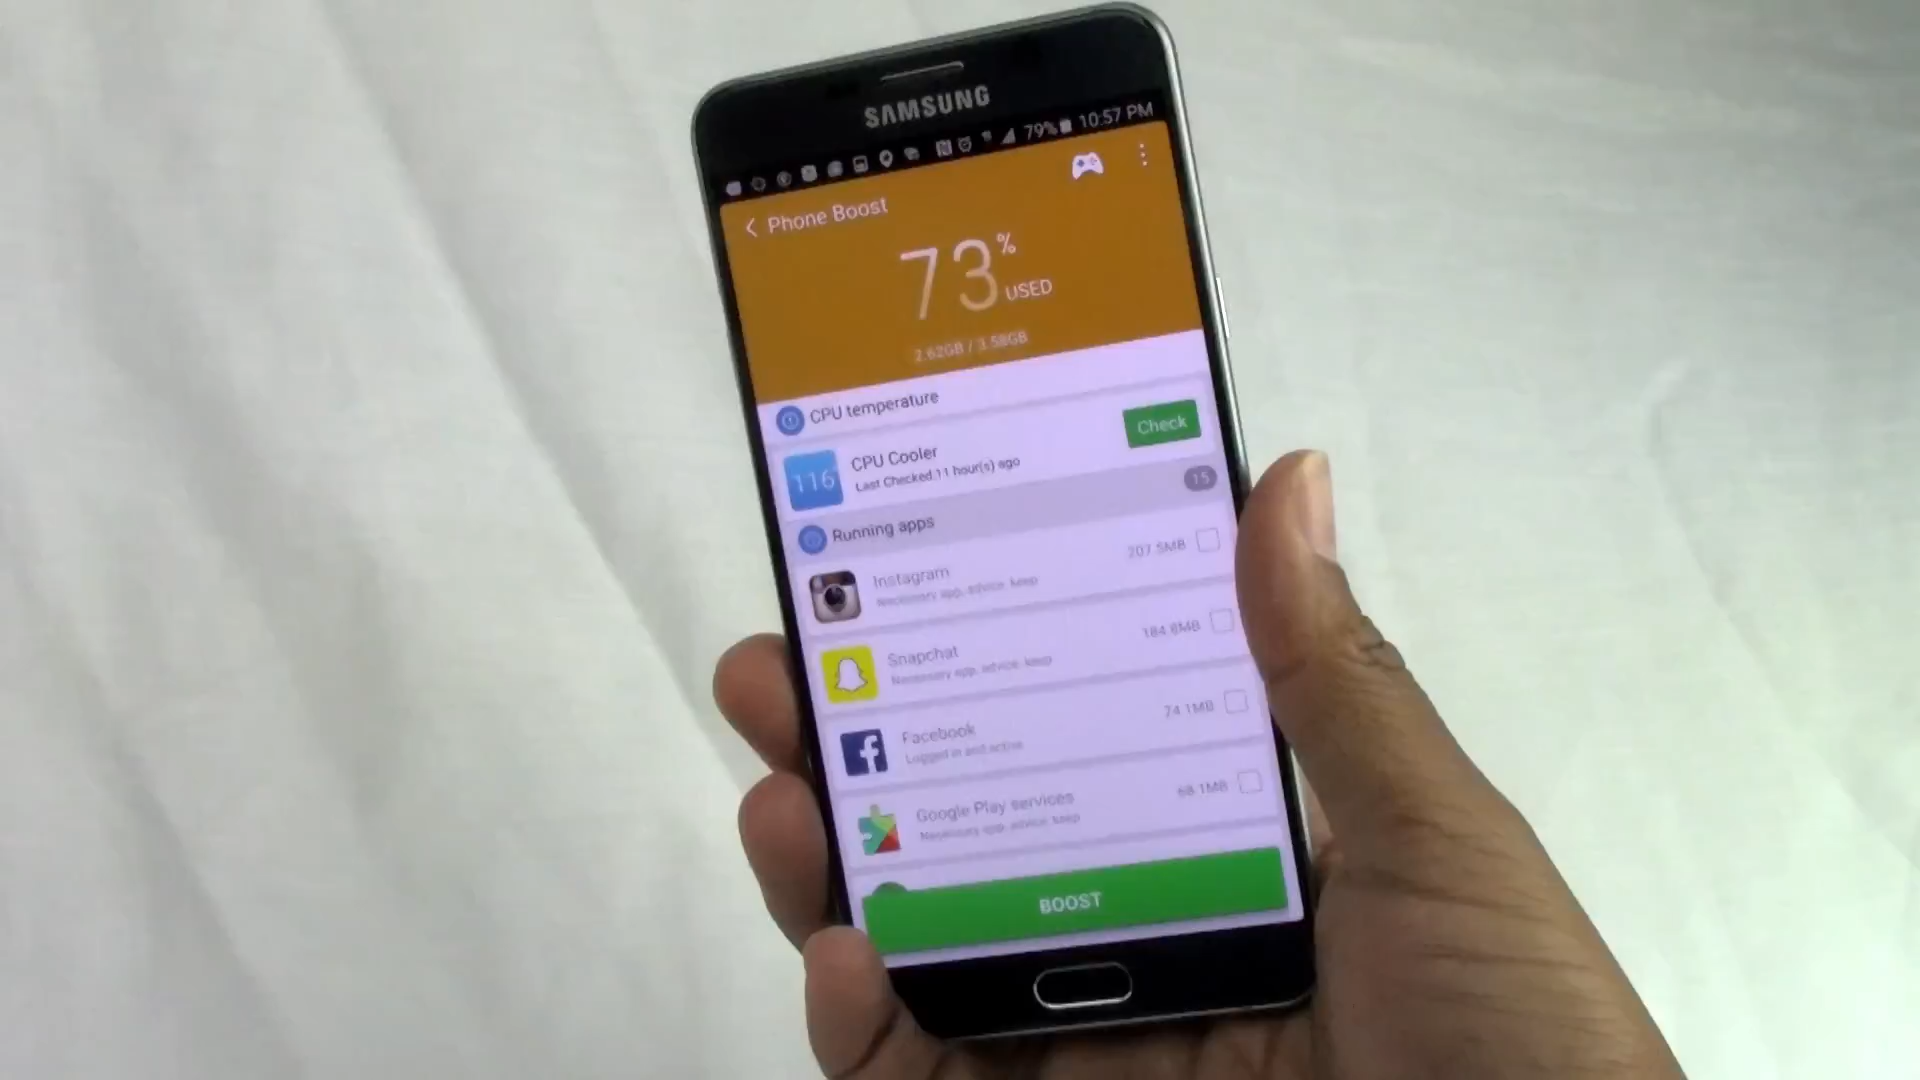 SAMSUNG
79% 10:57 PM
Phone Boost
73% USED
2.62GB / 3.58GB
CPU temperature
116°
CPU Cooler
Last Checked 11 hour(s) ago
Check
Running apps
15
Instagram
Necessary app, advice: keep
207.5MB
Snapchat
Necessary app, advice: keep
184.8MB
Facebook
Logged in and active
74.1MB
Google Play services
Necessary app, advice: keep
68.1MB
BOOST